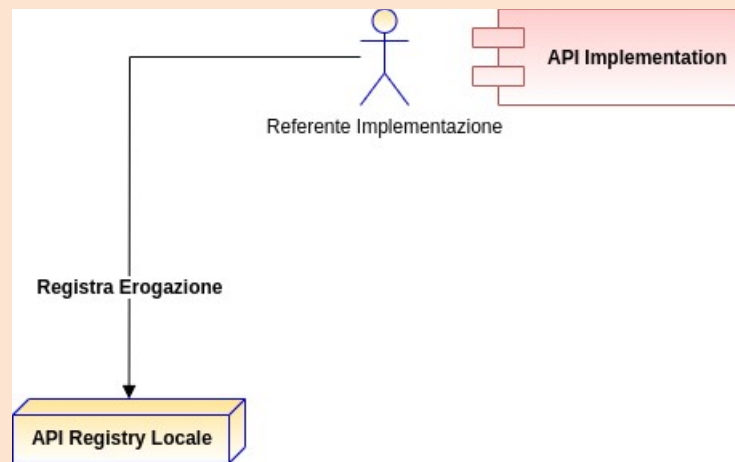 API Implementation
Referente Implementazione
Registra Erogazione
API Registry Locale